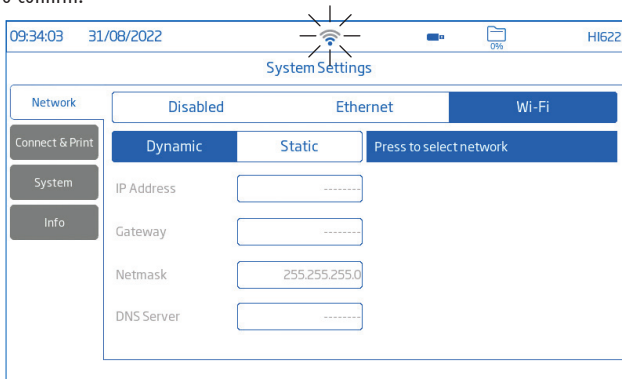 o confirm.
09:34:03 31/08/2022 0% HI622
System Settings
Network Disabled Ethernet Wi-Fi
Connect & Print Dynamic Static Press to select network
System IP Address --------
Info
Gateway --------
Netmask 255.255.255.0
DNS Server --------